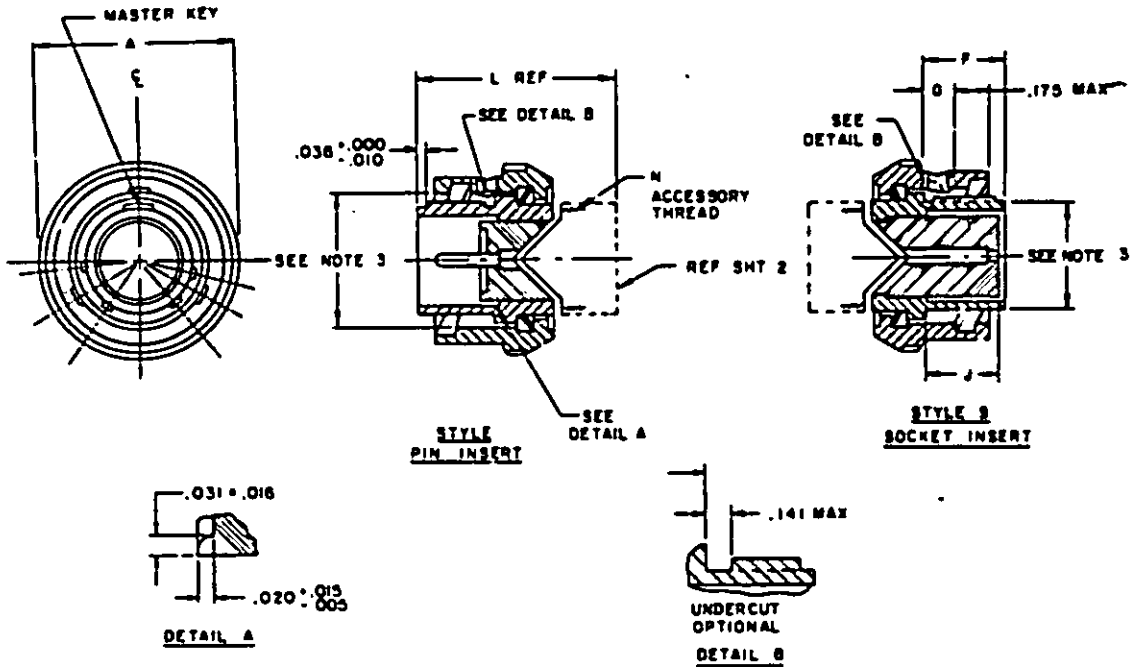 MASTER KEY
A
℄
SEE NOTE 3
L REF
SEE DETAIL B
.036 +.000
-.010
N
ACCESSORY
THREAD
REF SHT 2
SEE
DETAIL A
STYLE
PIN INSERT
F
G
.175 MAX
SEE
DETAIL B
SEE NOTE 3
J
STYLE S
SOCKET INSERT
.031 ± .016
.020 +.015
-.005
DETAIL A
.141 MAX
UNDERCUT
OPTIONAL
DETAIL B